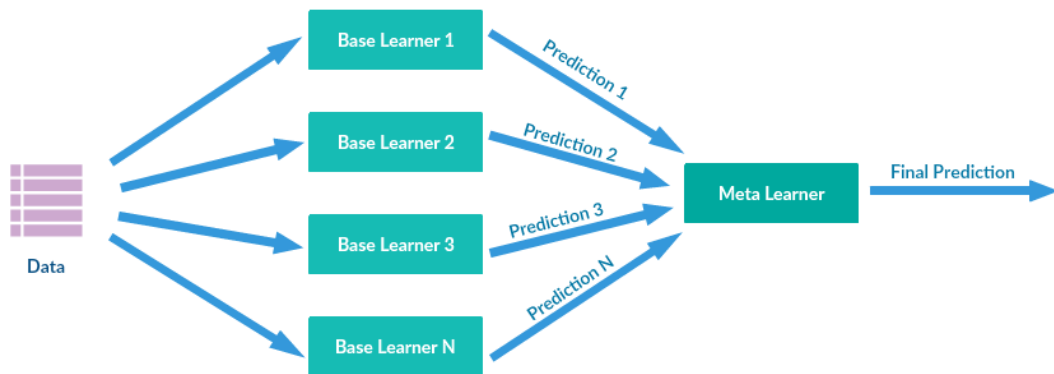 Base Learner 1
Prediction 1
Base Learner 2
Prediction 2
Data
Base Learner 3
Prediction 3
Base Learner N
Prediction N
Meta Learner
Final Prediction